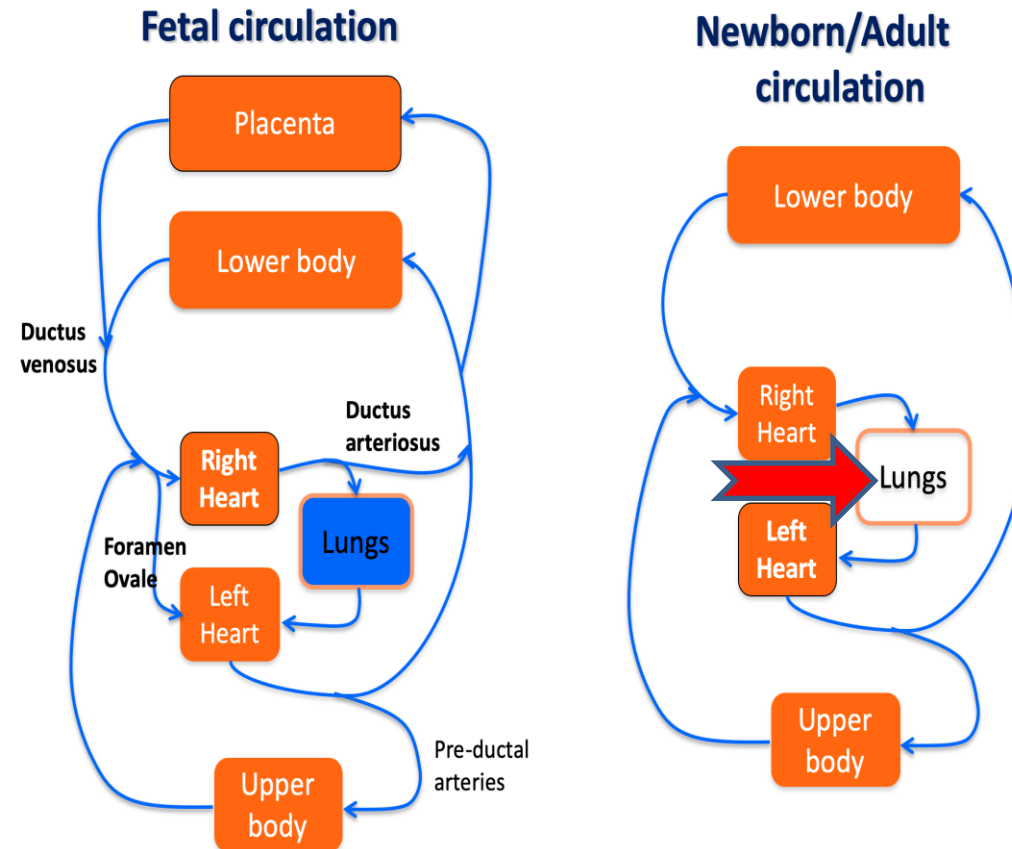 Fetal circulation
Placenta
Lower body
Ductus
venosus
Ductus
arteriosus
Right
Heart
Lungs
Foramen
Ovale
Left
Heart
Pre-ductal
arteries
Upper
body
Newborn/Adult
circulation
Lower body
Right
Heart
Lungs
Left
Heart
Upper
body